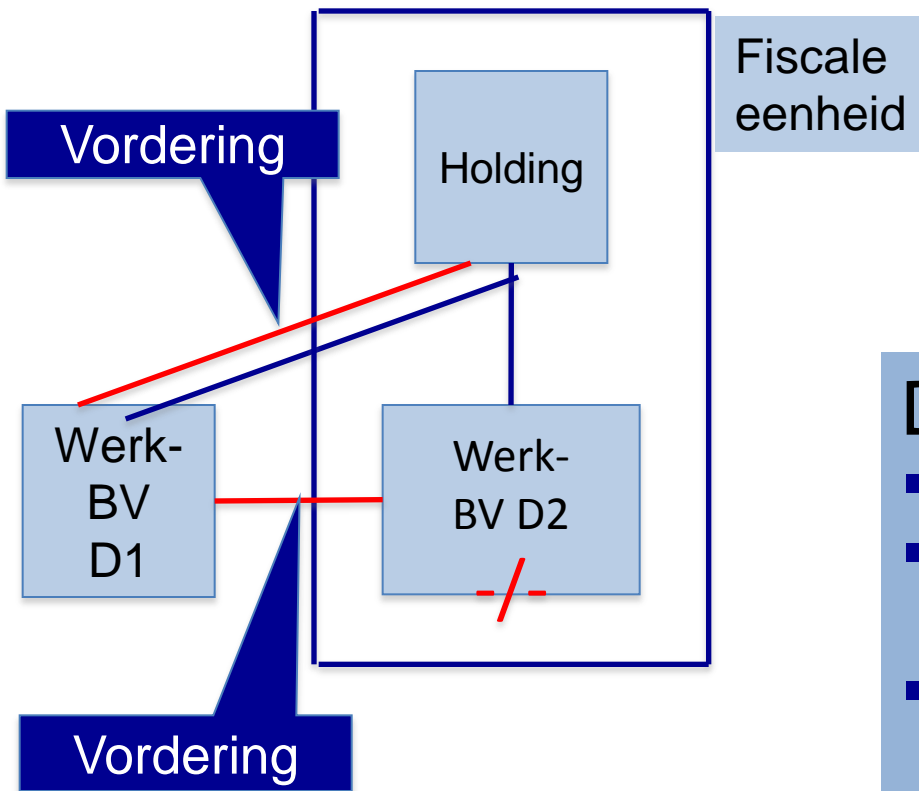 Fiscale
eenheid
Vordering
Holding
Werk-
BV
D1
Werk-
BV D2
-/-
Vordering